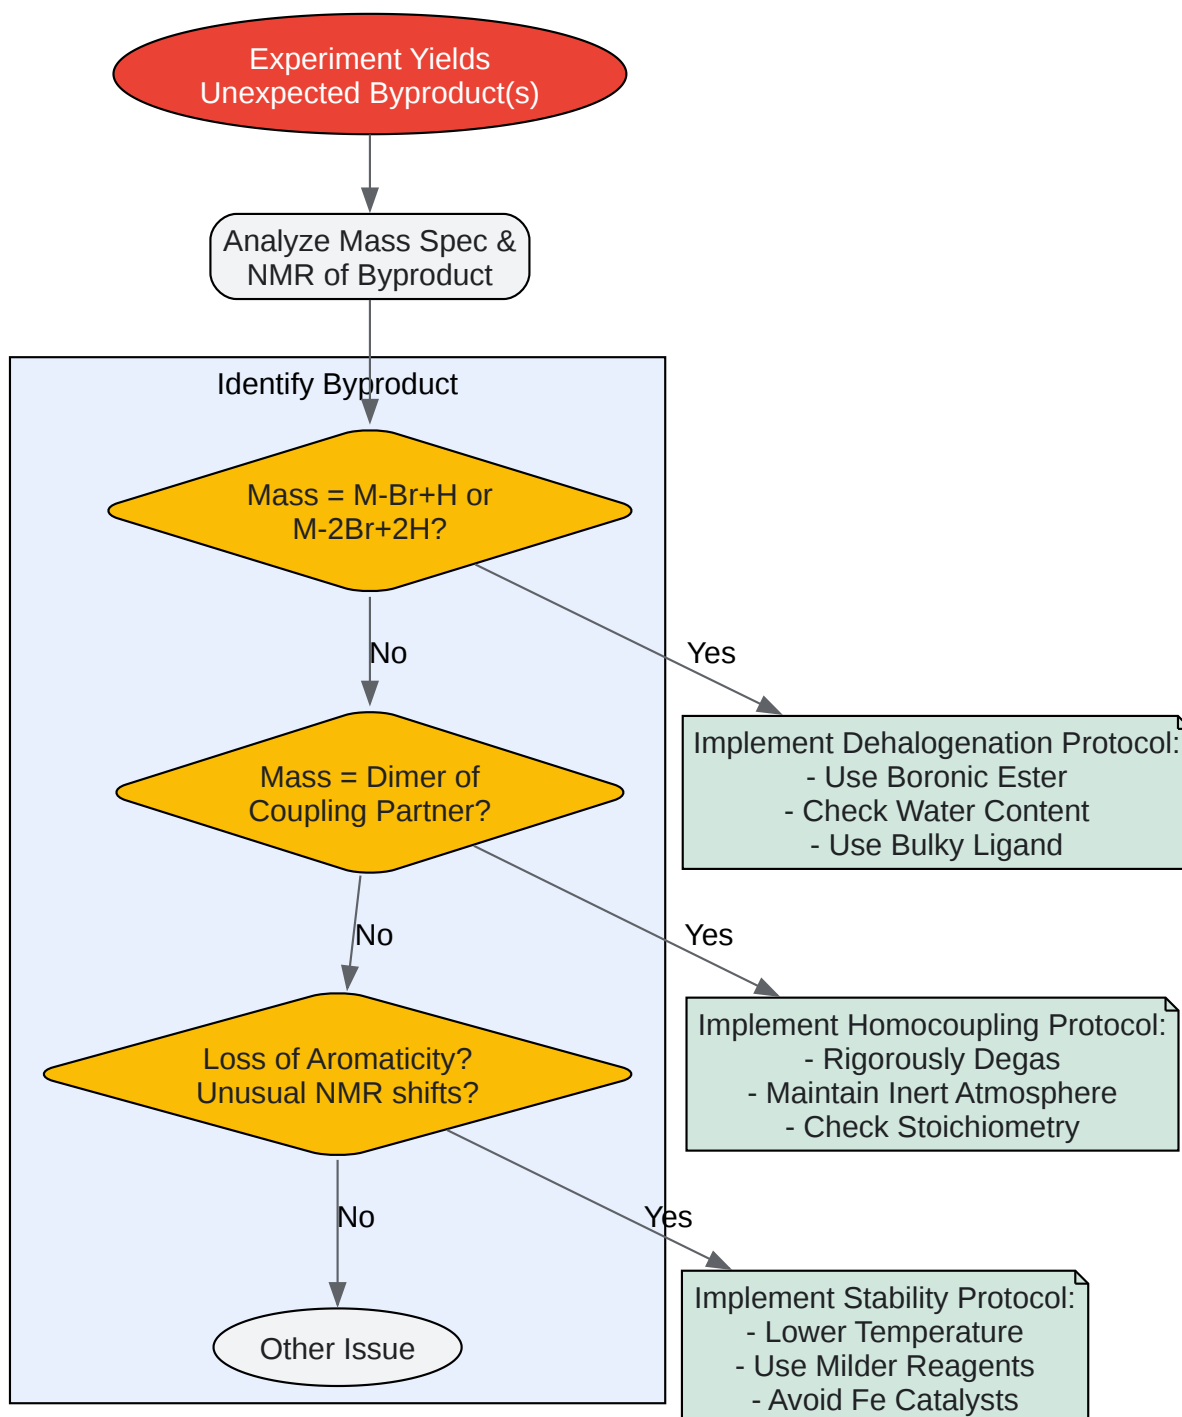 Experiment Yields
Unexpected Byproduct(s)
Analyze Mass Spec &
NMR of Byproduct
Identify Byproduct
Mass = M-Br+H or
M-2Br+2H?
No
Yes
Implement Dehalogenation Protocol:
- Use Boronic Ester
- Check Water Content
- Use Bulky Ligand
Mass = Dimer of
Coupling Partner?
No
Yes
Implement Homocoupling Protocol:
- Rigorously Degas
- Maintain Inert Atmosphere
- Check Stoichiometry
Loss of Aromaticity?
Unusual NMR shifts?
No
Yes
Implement Stability Protocol:
- Lower Temperature
- Use Milder Reagents
- Avoid Fe Catalysts
Other Issue